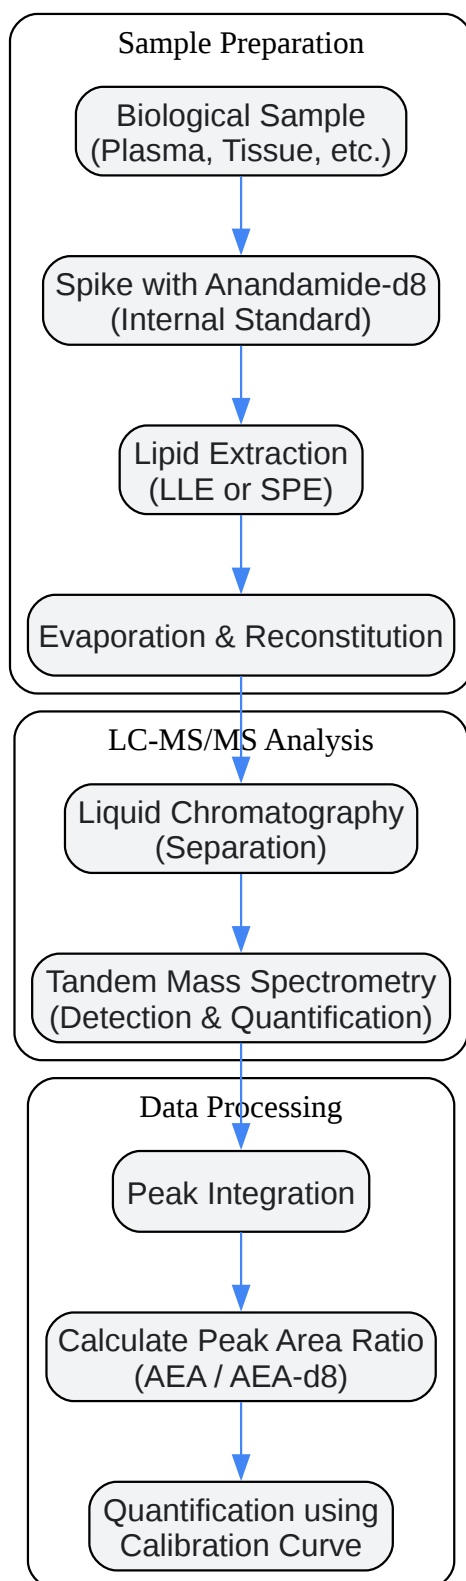 Sample Preparation
Biological Sample
(Plasma, Tissue, etc.)
Spike with Anandamide-d8
(Internal Standard)
Lipid Extraction
(LLE or SPE)
Evaporation & Reconstitution
LC-MS/MS Analysis
Liquid Chromatography
(Separation)
Tandem Mass Spectrometry
(Detection & Quantification)
Data Processing
Peak Integration
Calculate Peak Area Ratio
(AEA / AEA-d8)
Quantification using
Calibration Curve